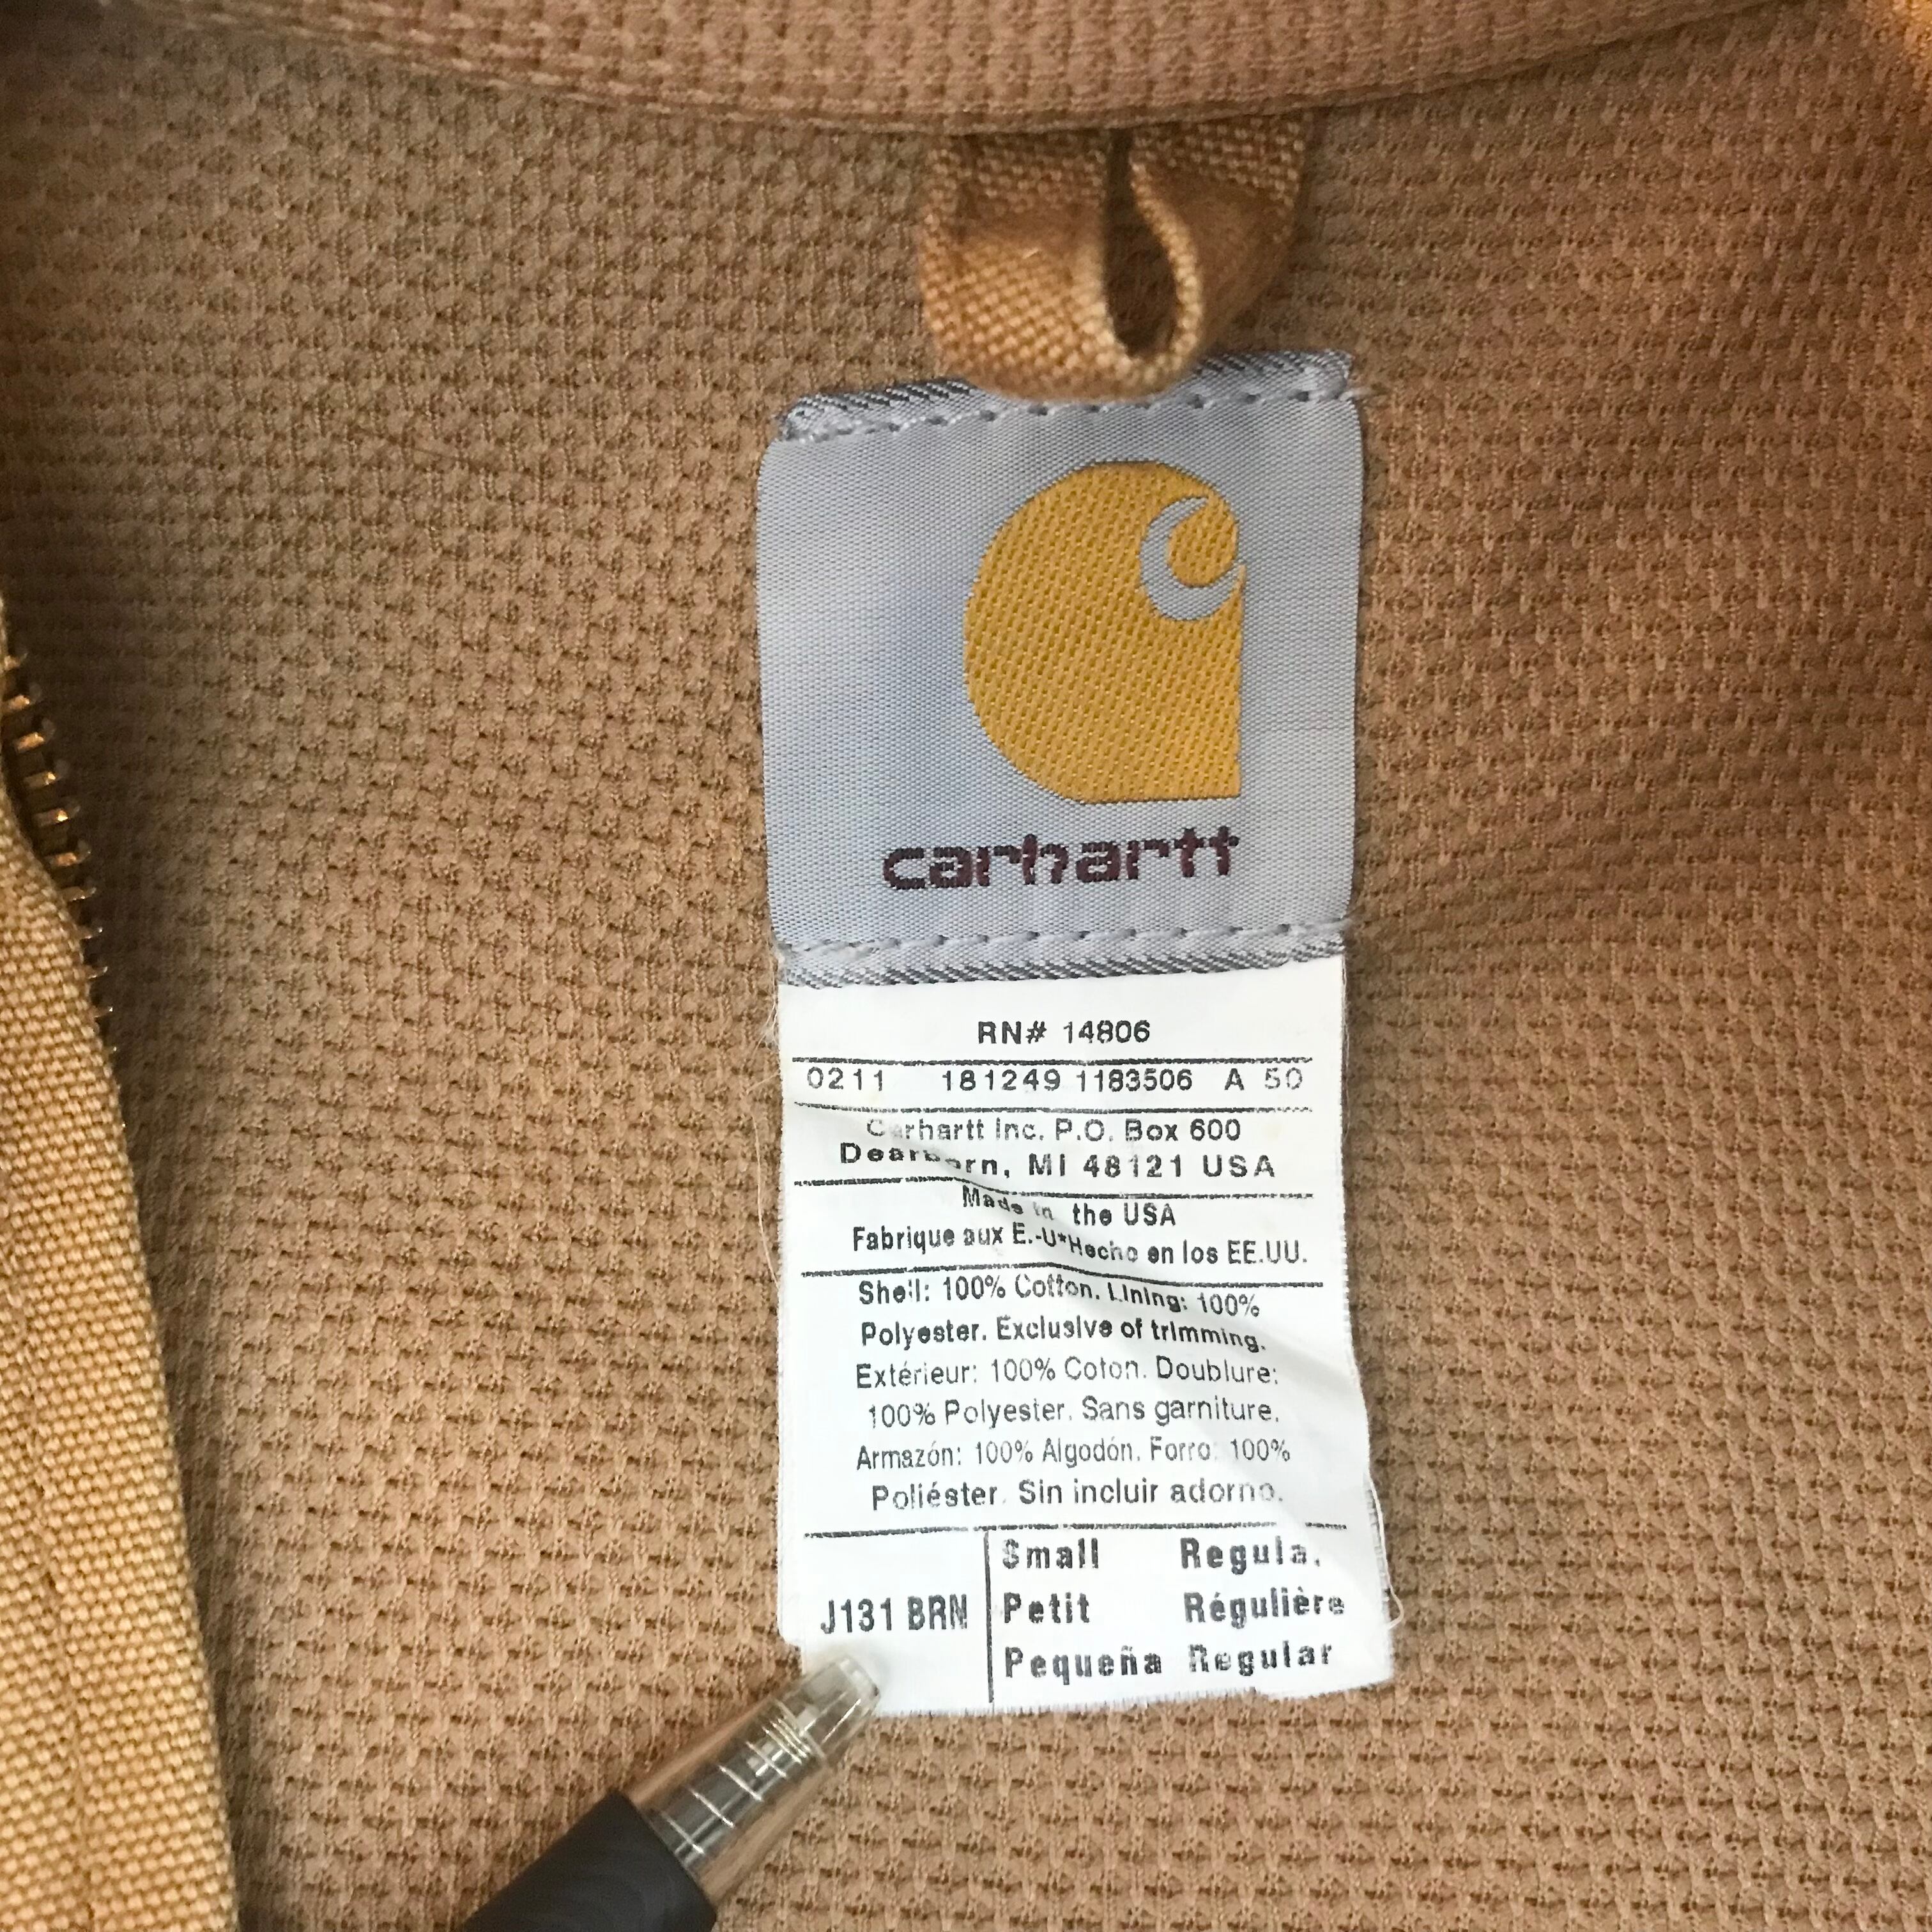 carhartt
RN# 14806
0211 181249 1183506 A 50
Carhartt Inc. P.O. Box 600
Dearborn, MI 48121 USA
Made in the USA
Fabrique aux E.-U*Hecho en los EE.UU.
Shell: 100% Cotton. Lining: 100%
Polyester. Exclusive of trimming.
Extérieur: 100% Coton. Doublure:
100% Polyester. Sans garniture.
Armazón: 100% Algodón. Forro: 100%
Poliéster. Sin incluir adorno.
J131 BRN
Small Regular
Petit Régulière
Pequeña Regular